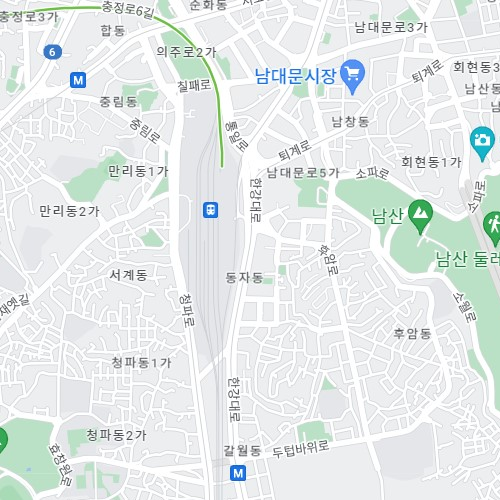 충정로6길
순화동
충정로3가
합동
남대문로3가
6
의주로2가
회현동3
퇴계로
남대문시장
M
칠패로
남산동
중림동
남
남창동
통일로
중림로
퇴계로
회현동1가
만리동1가
남대문로5가
소파로
한강대로
소파로
만리동2가
남산
후암로
남산 둘레
서계동
동자동
새옛길
청파로
소월로
후암동
청파동1가
한강대로
청파동2가
갈월동
두텁바위로
효창원로
M